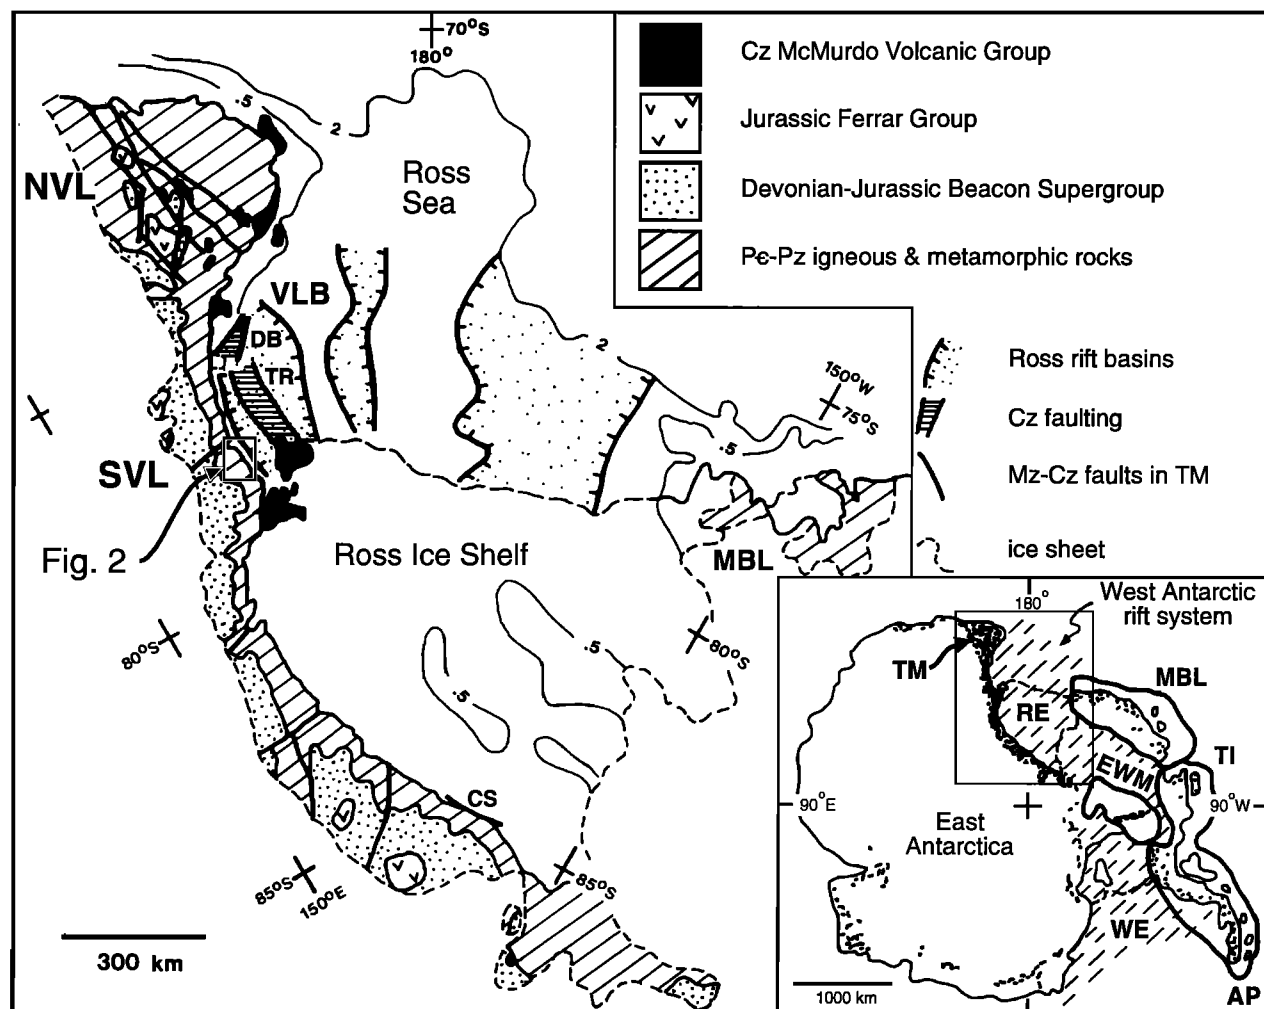 70°S
180°
.5
2
Cz McMurdo Volcanic Group
Jurassic Ferrar Group
Devonian-Jurassic Beacon Supergroup
Pϵ-Pz igneous & metamorphic rocks
NVL
Ross
Sea
VLB
DB
TR
2
150°W
75°S
.5
Ross rift basins
Cz faulting
Mz-Cz faults in TM
ice sheet
SVL
Fig. 2
Ross Ice Shelf
MBL
80°S
80°S
.5
.5
CS
85°S
150°E
85°S
300 km
180°
West Antarctic
rift system
TM
MBL
RE
TI
EWM
90°E
90°W
East
Antarctica
WE
1000 km
AP